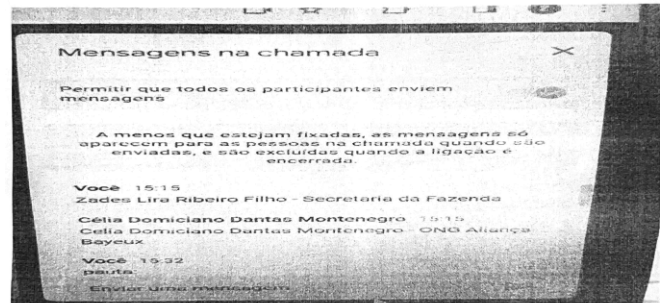 Mensagens na chamada
Permitir que todos os participantes enviem
mensagens
A menos que estejam fixadas, as mensagens só
aparecem para as pessoas na chamada quando são
enviadas, e são excluídas quando a ligação é
encerrada.
Você 15:15
Zades Lira Ribeiro Filho - Secretaria da Fazenda
Célia Domiciano Dantas Montenegro 15:15
Celia Domiciano Dantas Montenegro - ONG Aliança
Bayeux
Você 15:32
pauta:
Enviar uma mensagem